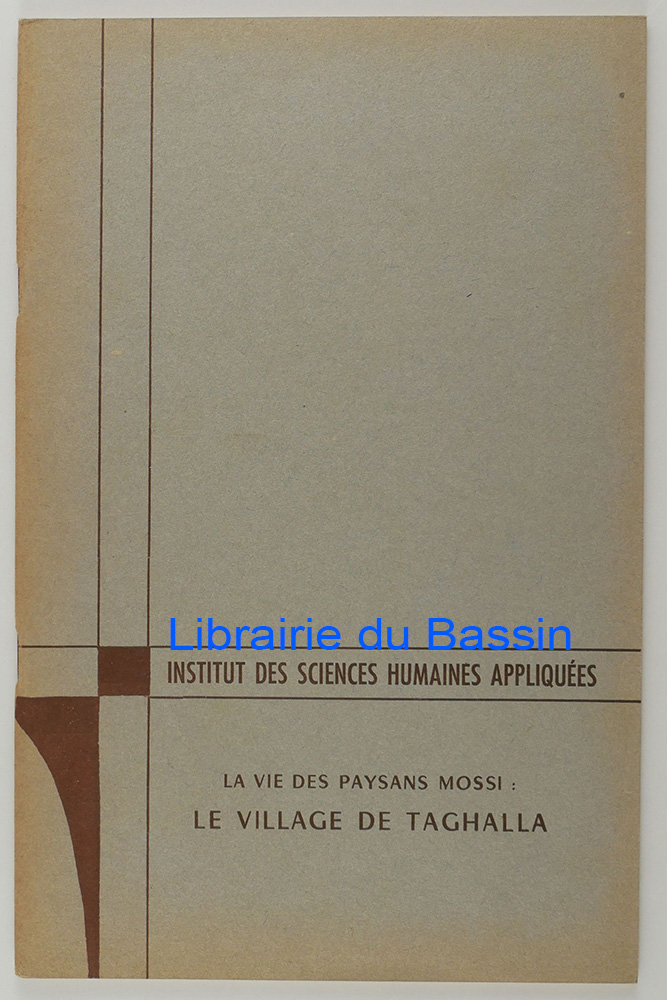 Librairie du Bassin
INSTITUT DES SCIENCES HUMAINES APPLIQUÉES
LA VIE DES PAYSANS MOSSI :
LE VILLAGE DE TAGHALLA